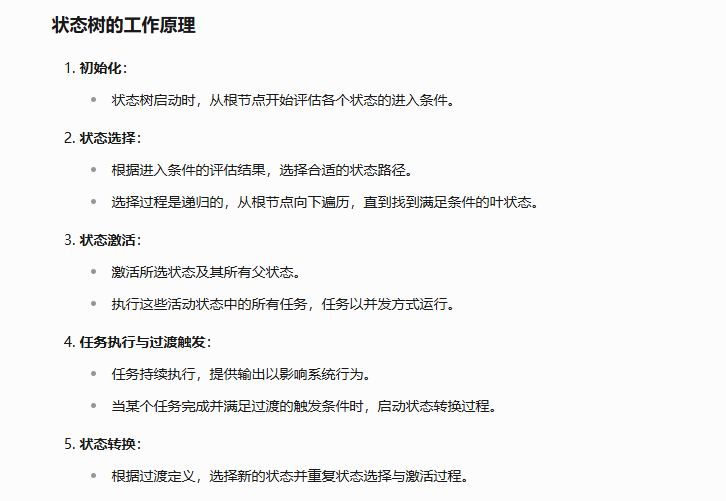 状态树的工作原理
1. 初始化：
• 状态树启动时，从根节点开始评估各个状态的进入条件。
2. 状态选择：
• 根据进入条件的评估结果，选择合适的状态路径。
• 选择过程是递归的，从根节点向下遍历，直到找到满足条件的叶状态。
3. 状态激活：
• 激活所选状态及其所有父状态。
• 执行这些活动状态中的所有任务，任务以并发方式运行。
4. 任务执行与过渡触发：
• 任务持续执行，提供输出以影响系统行为。
• 当某个任务完成并满足过渡的触发条件时，启动状态转换过程。
5. 状态转换：
• 根据过渡定义，选择新的状态并重复状态选择与激活过程。